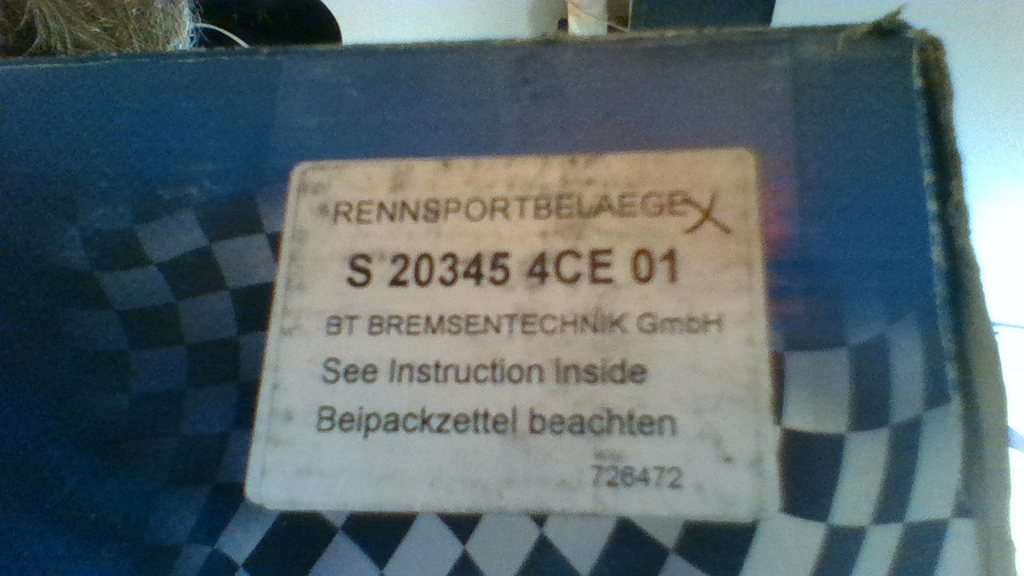 RENNSPORTBELAEGE
S 20345 4CE 01
BT BREMSENTECHNIK GmbH
See Instruction Inside
Beipackzettel beachten
726472